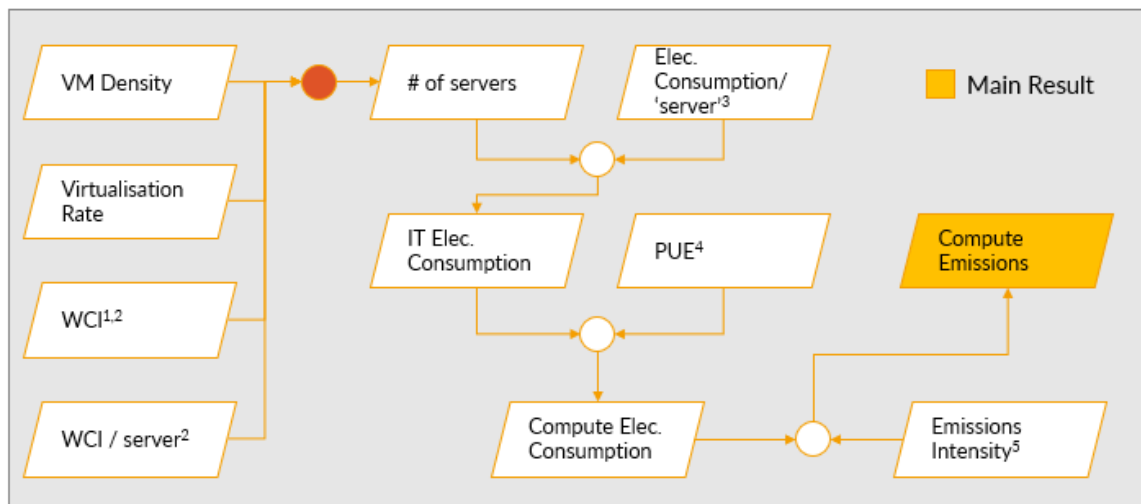 VM Density
# of servers
Elec.
Consumption/
‘server’³
Main Result
Virtualisation
Rate
IT Elec.
Consumption
PUE⁴
Compute
Emissions
WCI¹,²
WCI / server²
Compute Elec.
Consumption
Emissions
Intensity⁵